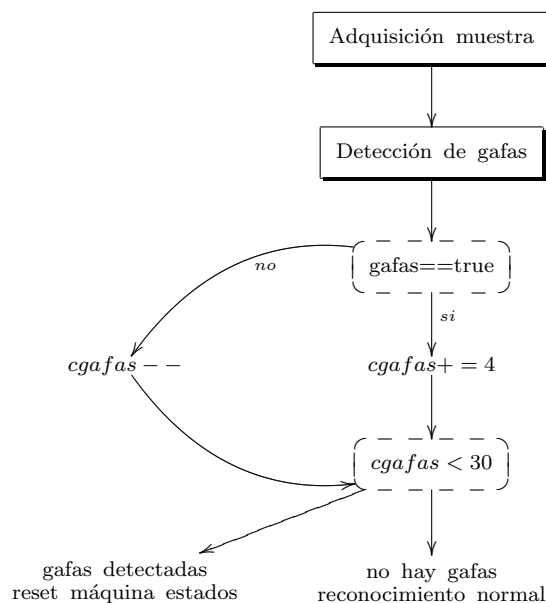 Adquisición muestra
Detección de gafas
gafas==true
no
si
cgafas − −
cgafas+ = 4
cgafas < 30
gafas detectadas
reset máquina estados
no hay gafas
reconocimiento normal